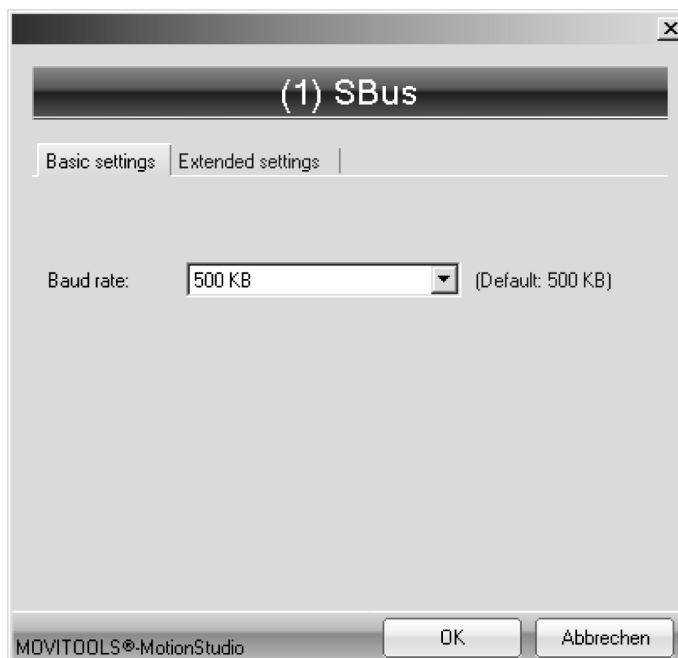 (1) SBus
Basic settings Extended settings
Baud rate: 500 KB (Default: 500 KB)
OK Abbrechen
MOVITOOLS®-MotionStudio